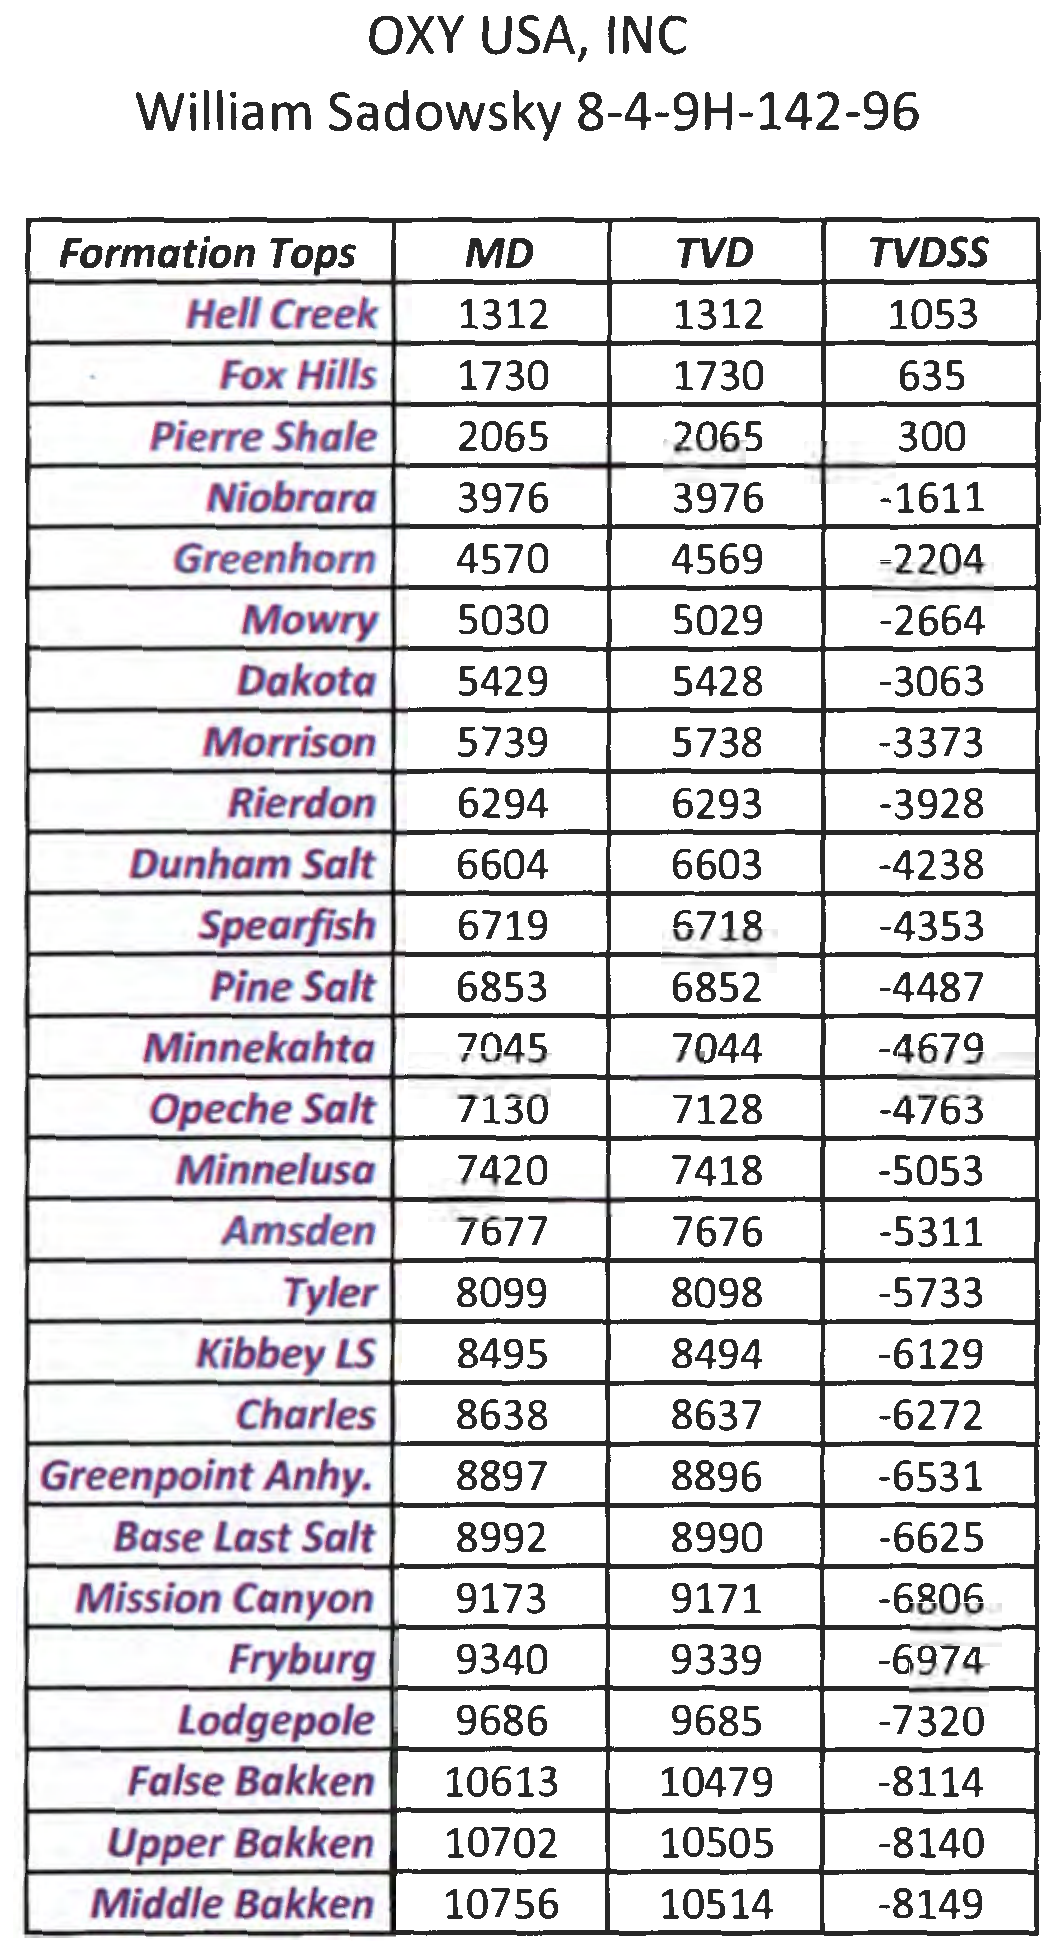 OXY USA, INC
William Sadowsky 8-4-9H-142-96
Formation Tops MD TVD TVDSS
Hell Creek 1312 1312 1053
Fox Hills 1730 1730 635
Pierre Shale 2065 2065 300
Niobrara 3976 3976 -1611
Greenhorn 4570 4569 -2204
Mowry 5030 5029 -2664
Dakota 5429 5428 -3063
Morrison 5739 5738 -3373
Rierdon 6294 6293 -3928
Dunham Salt 6604 6603 -4238
Spearfish 6719 6718 -4353
Pine Salt 6853 6852 -4487
Minnekahta 7045 7044 -4679
Opeche Salt 7130 7128 -4763
Minnelusa 7420 7418 -5053
Amsden 7677 7676 -5311
Tyler 8099 8098 -5733
Kibbey LS 8495 8494 -6129
Charles 8638 8637 -6272
Greenpoint Anhy. 8897 8896 -6531
Base Last Salt 8992 8990 -6625
Mission Canyon 9173 9171 -6806
Fryburg 9340 9339 -6974
Lodgepole 9686 9685 -7320
False Bakken 10613 10479 -8114
Upper Bakken 10702 10505 -8140
Middle Bakken 10756 10514 -8149